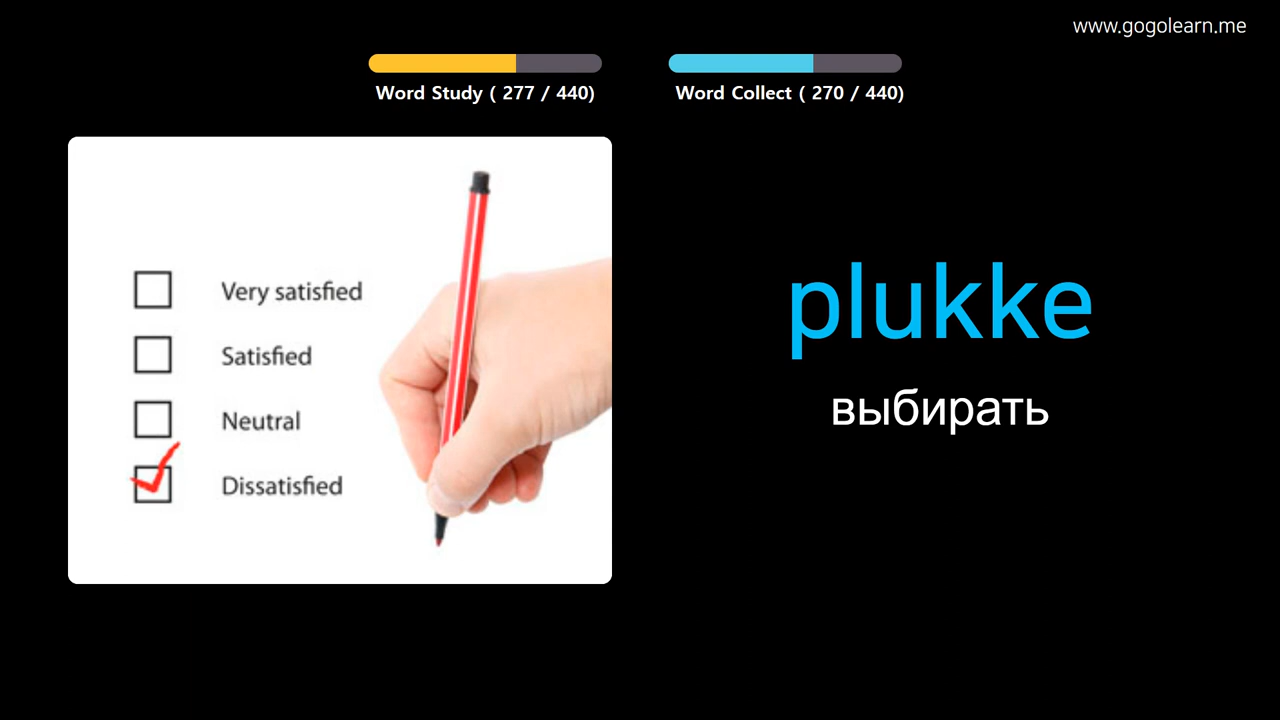 www.gogolearn.me
Word Study ( 277 / 440)
Word Collect ( 270 / 440)
Very satisfied
Satisfied
Neutral
Dissatisfied
plukke
выбирать